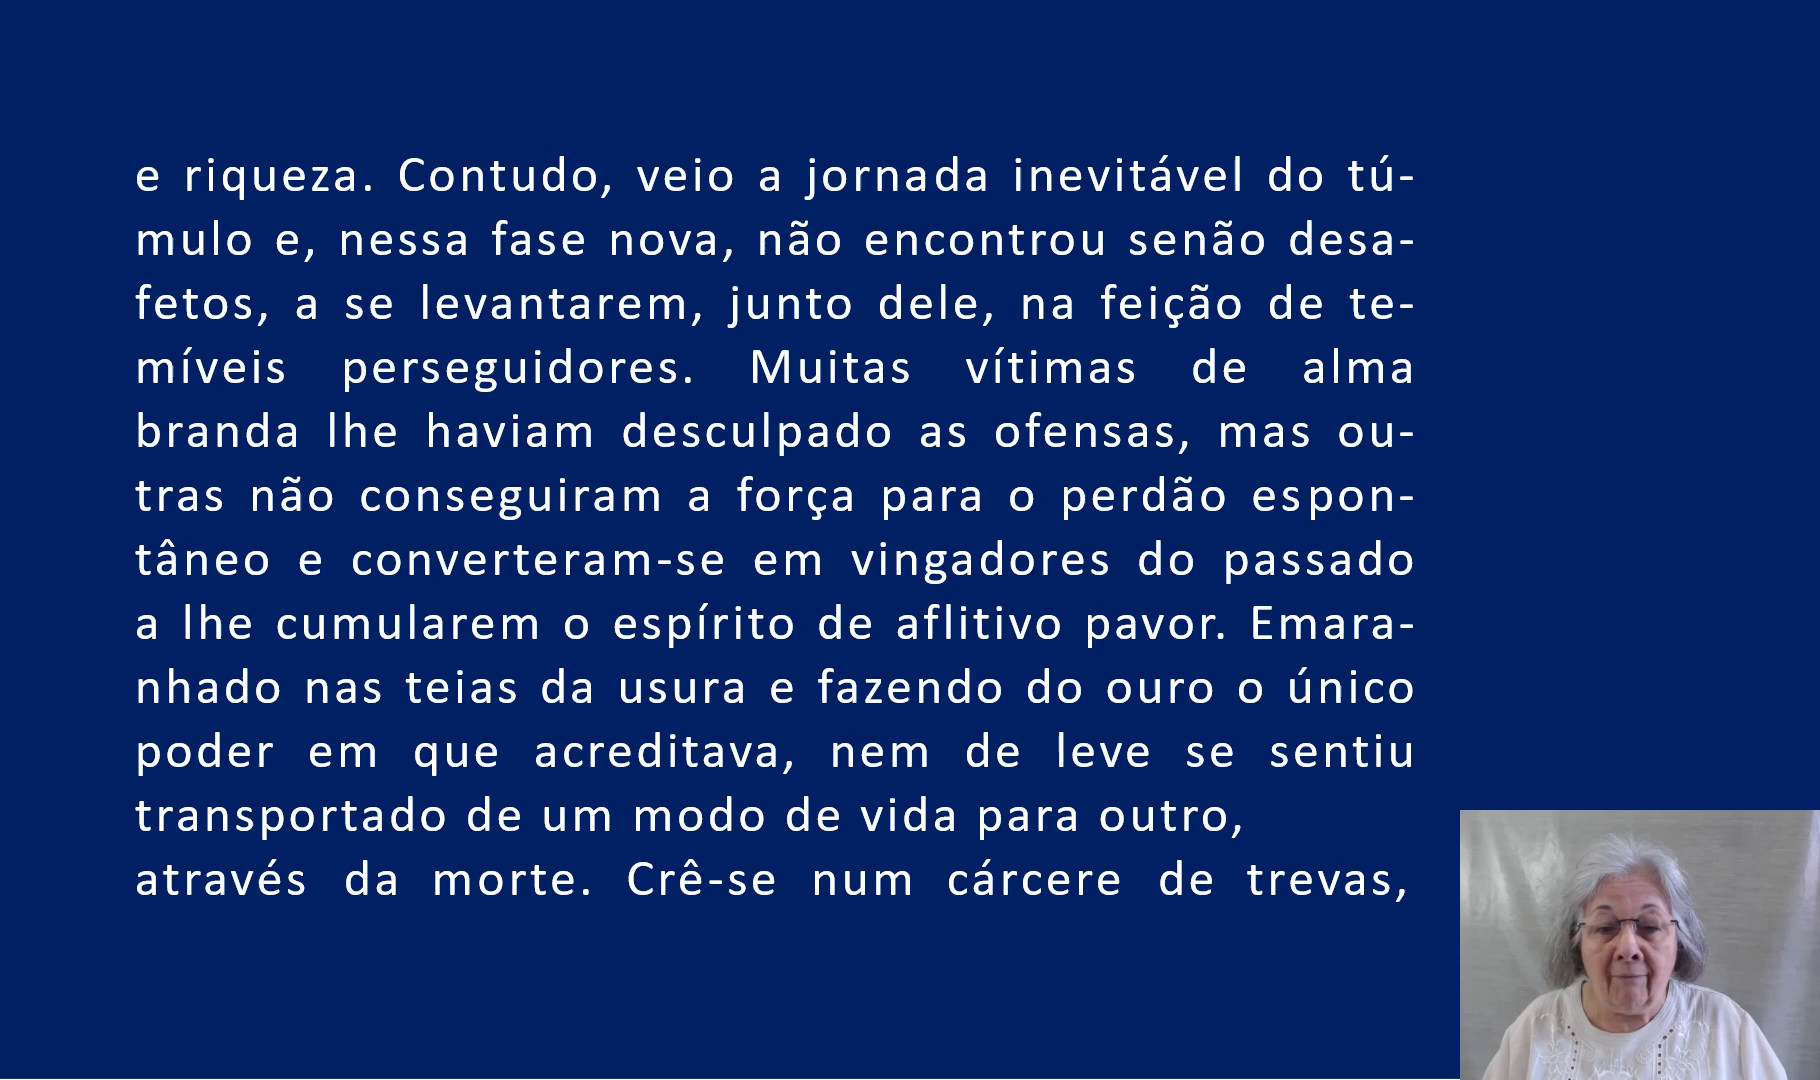 e riqueza. Contudo, veio a jornada inevitável do tú-
mulo e, nessa fase nova, não encontrou senão desa-
fetos, a se levantarem, junto dele, na feição de te-
míveis perseguidores. Muitas vítimas de alma
branda lhe haviam desculpado as ofensas, mas ou-
tras não conseguiram a força para o perdão espon-
tâneo e converteram-se em vingadores do passado
a lhe cumularem o espírito de aflitivo pavor. Emara-
nhado nas teias da usura e fazendo do ouro o único
poder em que acreditava, nem de leve se sentiu
transportado de um modo de vida para outro,
através da morte. Crê-se num cárcere de trevas,